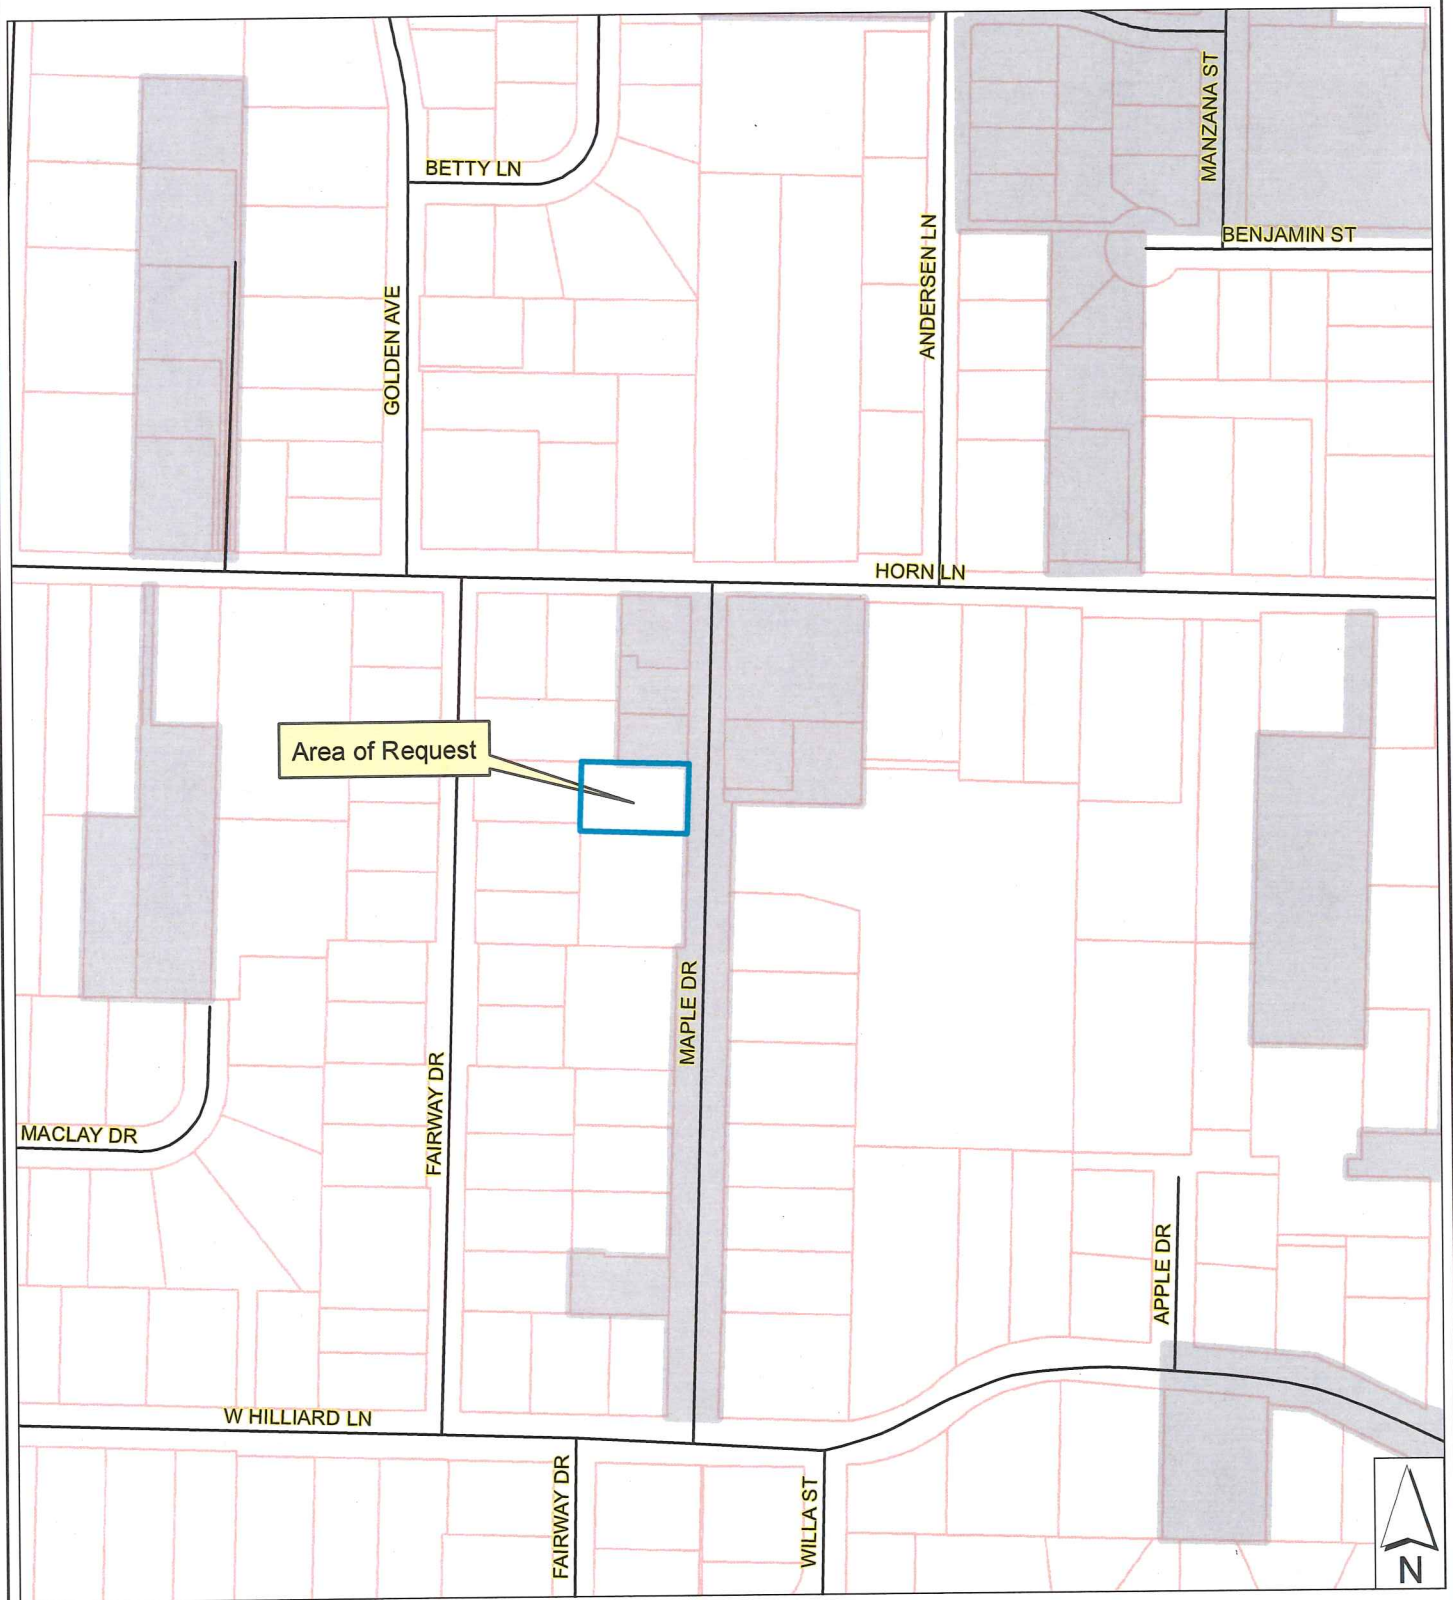 MANZANA ST
BETTY LN
BENJAMIN ST
ANDERSEN LN
GOLDEN AVE
HORN LN
Area of Request
MAPLE DR
FAIRWAY DR
MACLAY DR
APPLE DR
W HILLIARD LN
FAIRWAY DR
WILLA ST
N